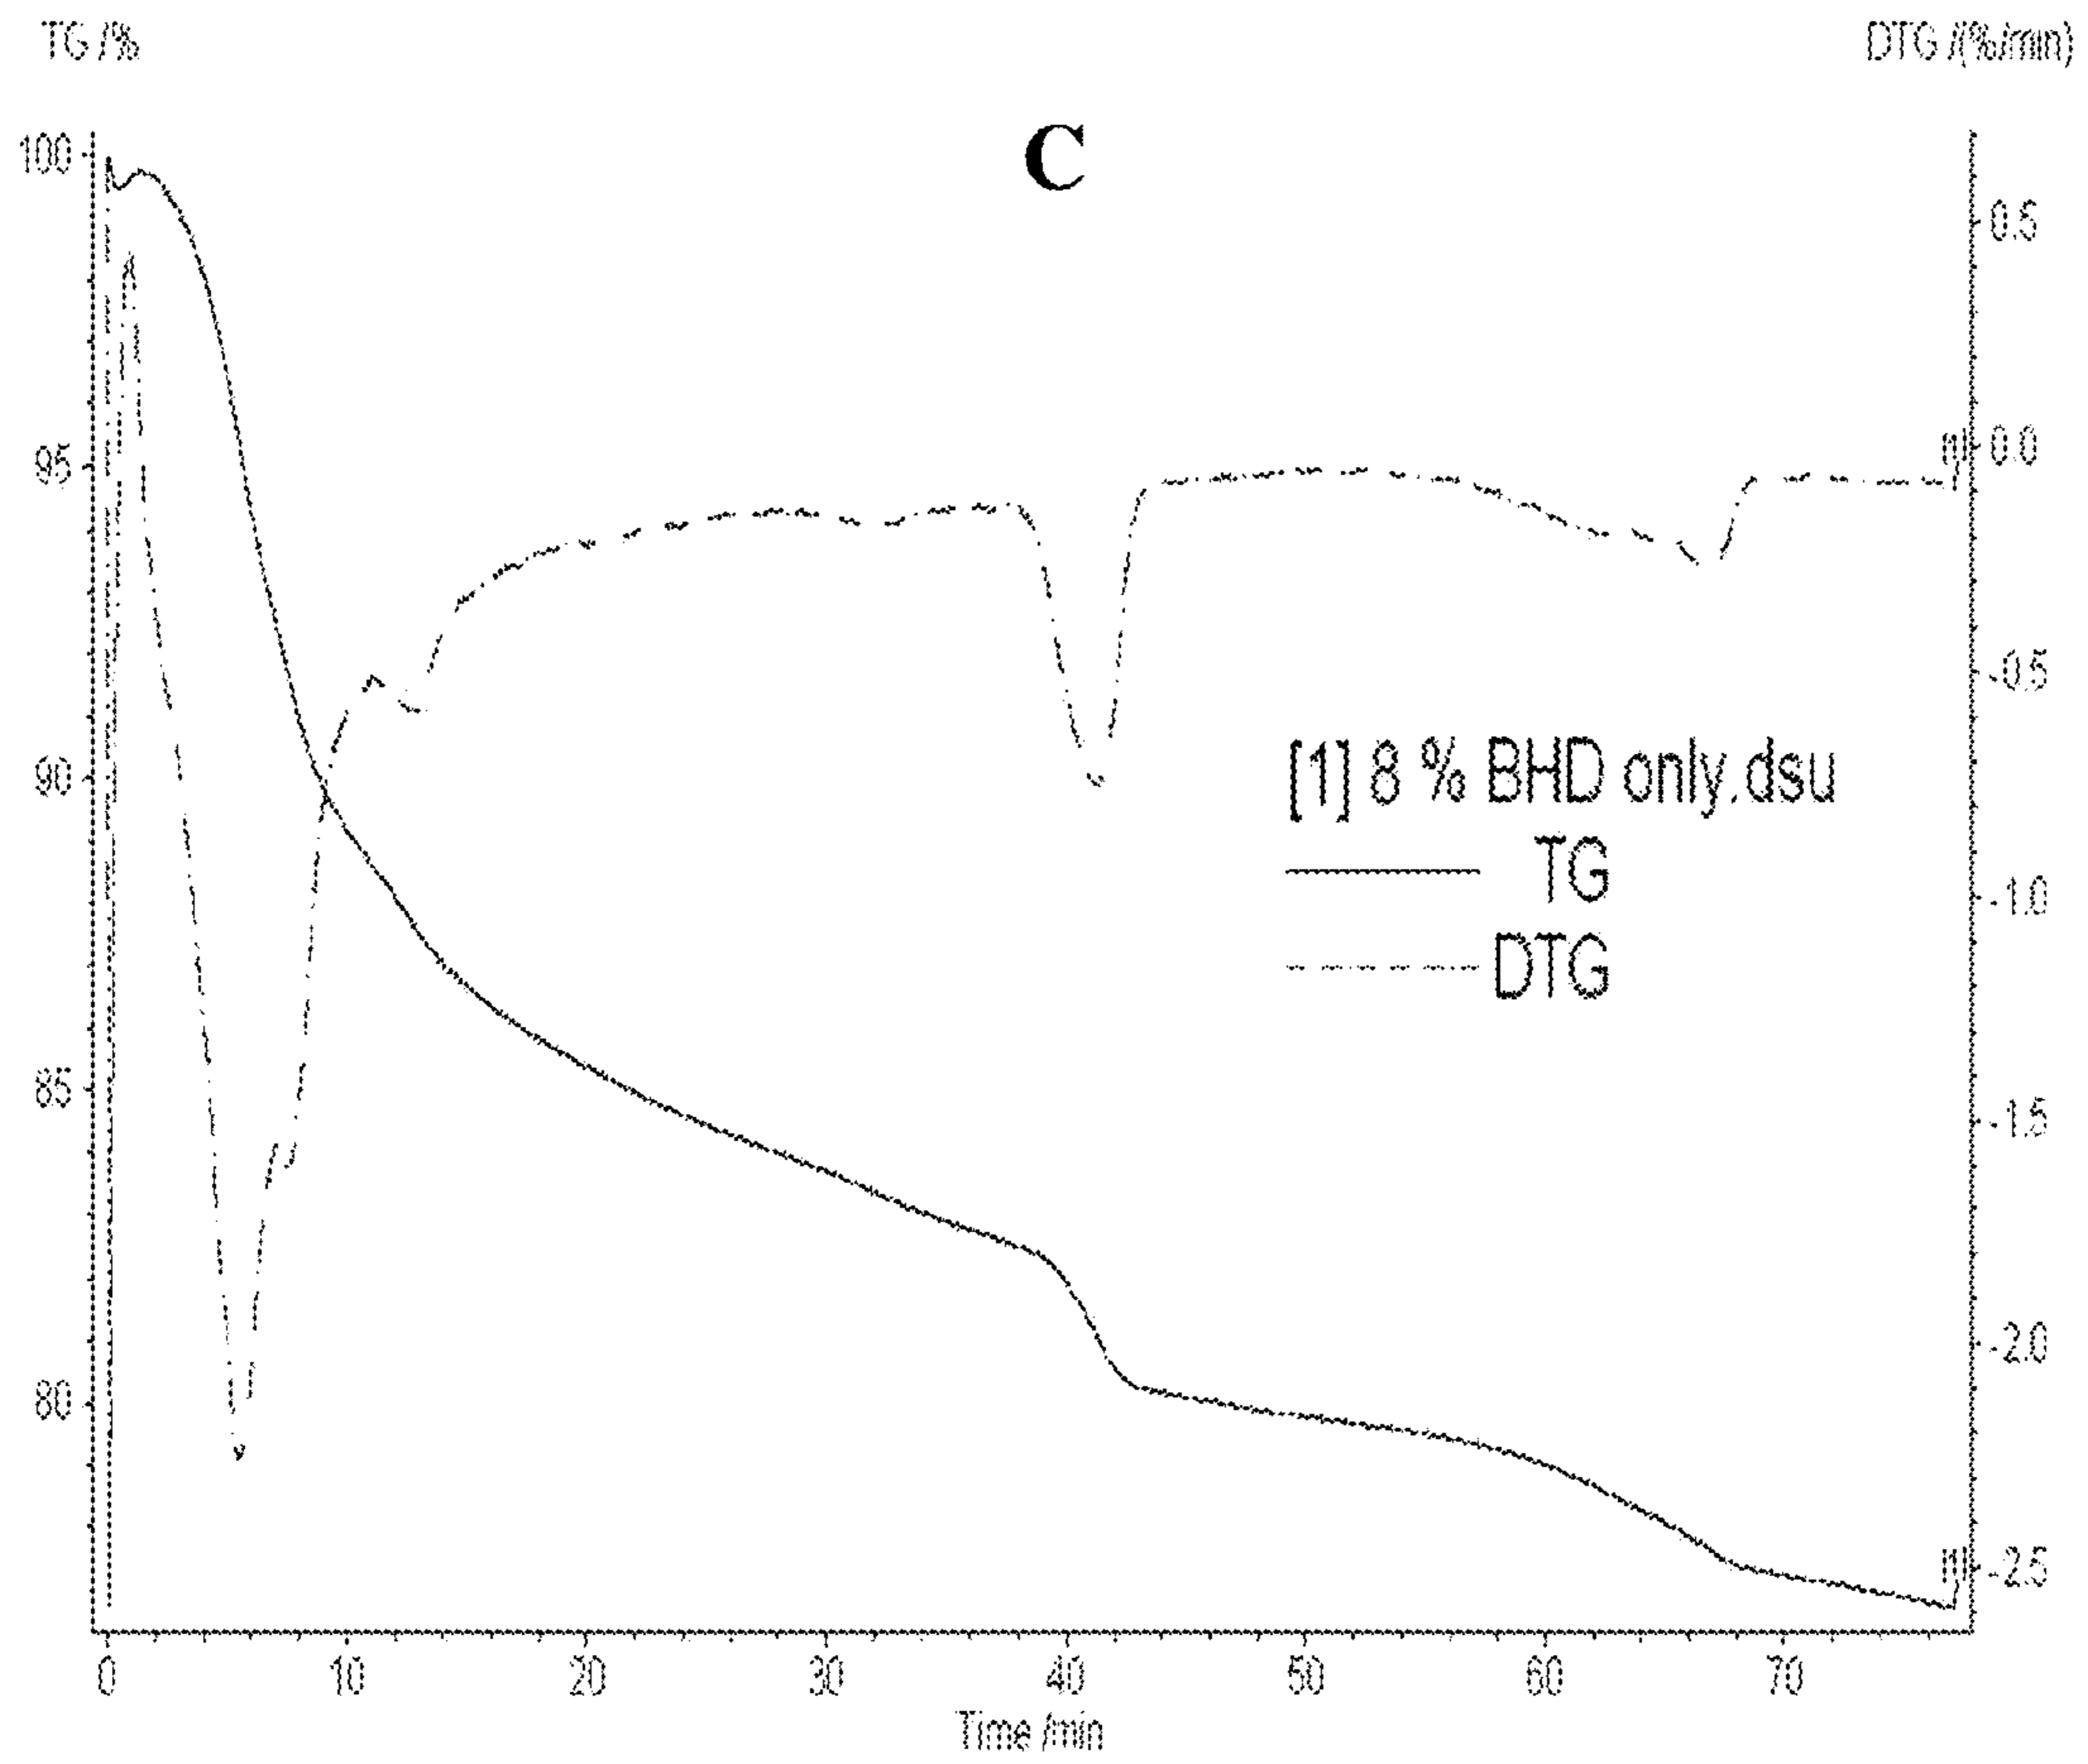 TG /%
DTG /(%/min)
C
100
95
90
85
80
0.5
[1] 0.0
-0.5
-1.0
-1.5
-2.0
[1] -2.5
[1] 8 % BHD only.dsu
TG
DTG
0 10 20 30 40 50 60 70
Time /min